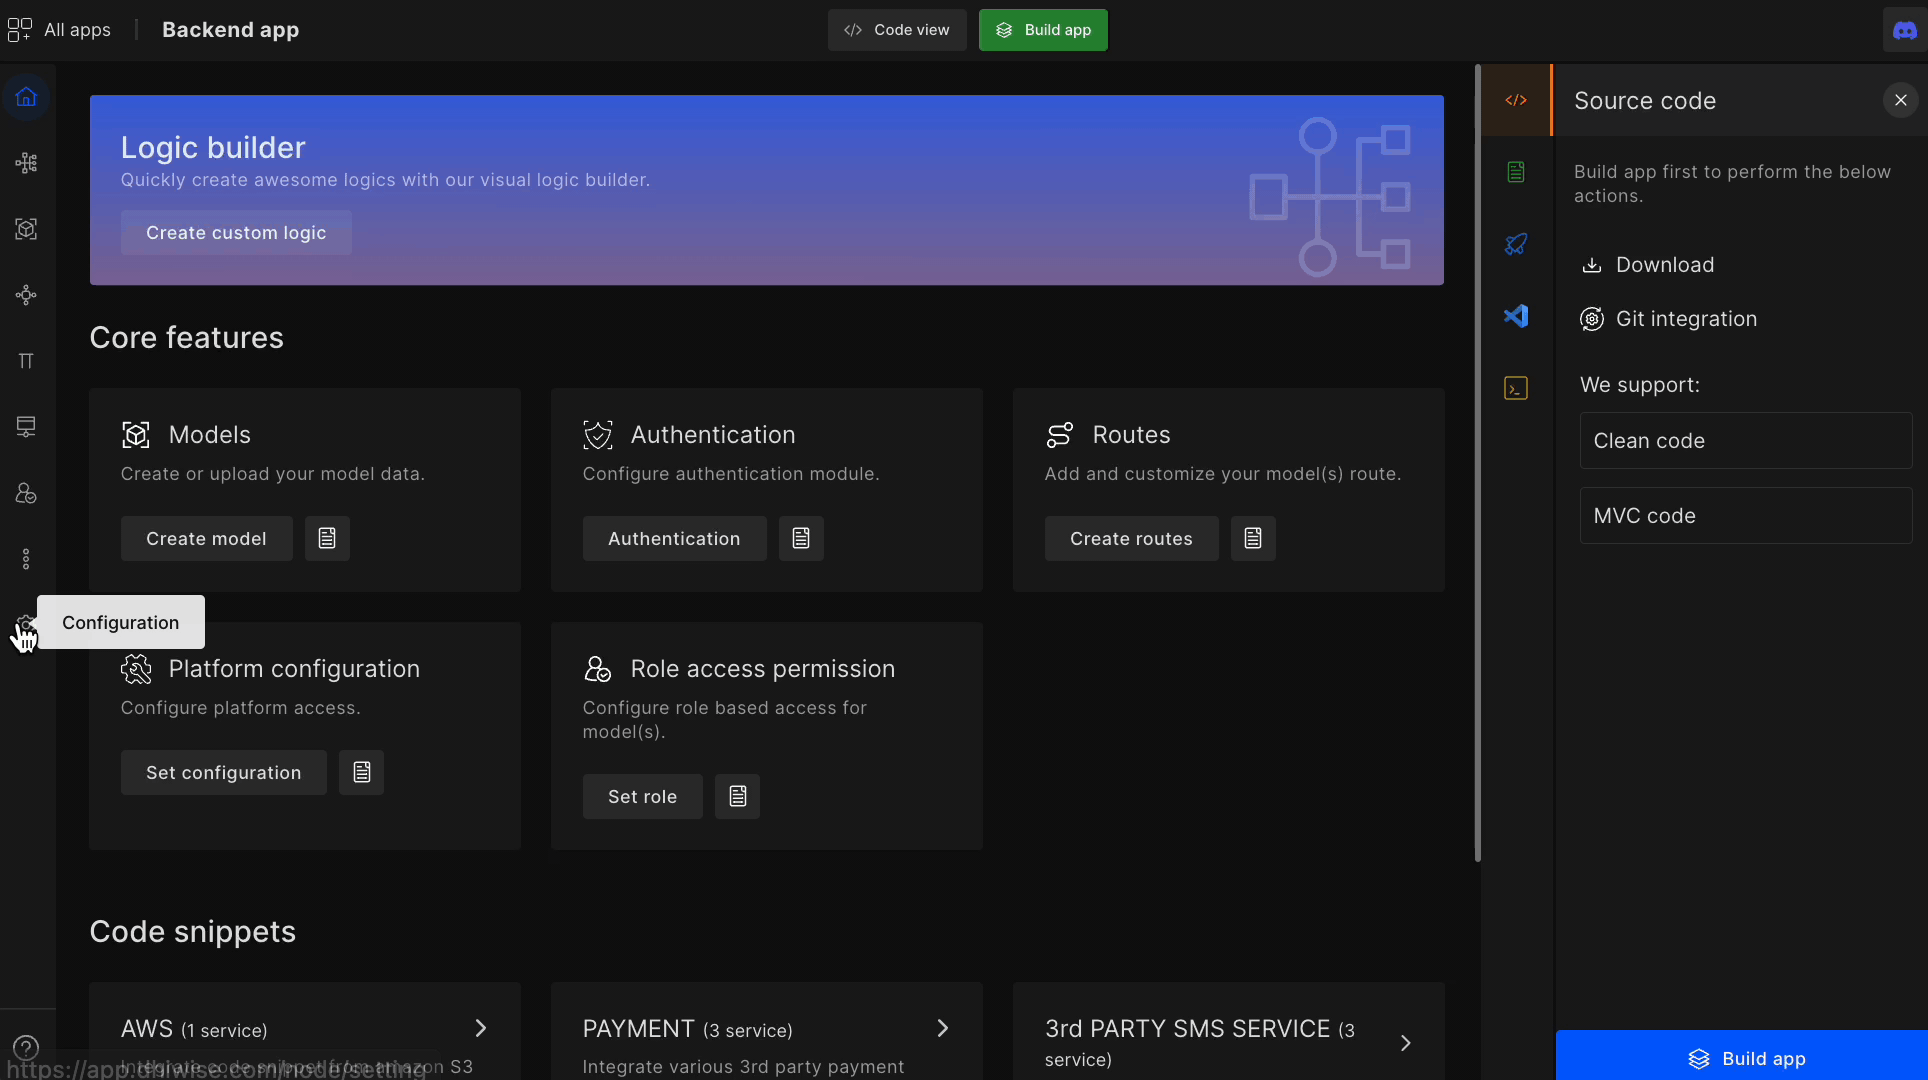 All apps
Backend app
Code view
Build app
Logic builder
Quickly create awesome logics with our visual logic builder.
Create custom logic
Core features
Models
Create or upload your model data.
Create model
Authentication
Configure authentication module.
Authentication
Routes
Add and customize your model(s) route.
Create routes
Configuration
Platform configuration
Configure platform access.
Set configuration
Role access permission
Configure role based access for
model(s).
Set role
Code snippets
AWS (1 service)
Integrate code snippet from amazon S3
PAYMENT (3 service)
Integrate various 3rd party payment
3rd PARTY SMS SERVICE (3
service)
https://app.dhiwise.com/node/setting
Source code
Build app first to perform the below
actions.
Download
Git integration
We support:
Clean code
MVC code
Build app